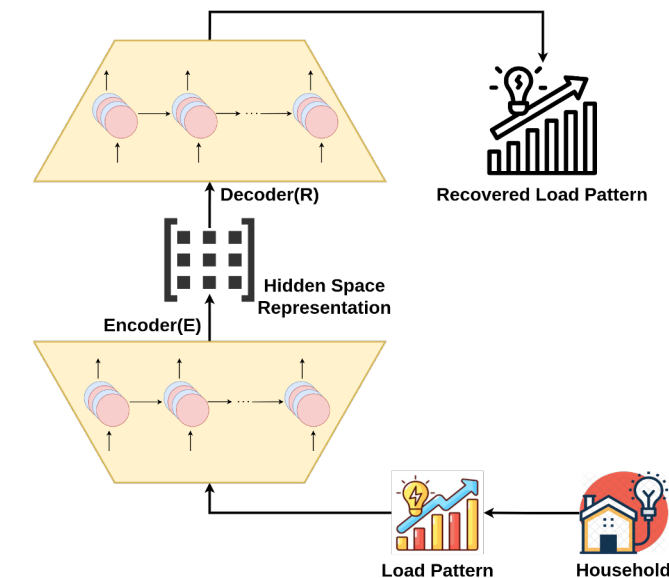 Decoder(R)
Recovered Load Pattern
Hidden Space
Representation
Encoder(E)
Load Pattern
Household